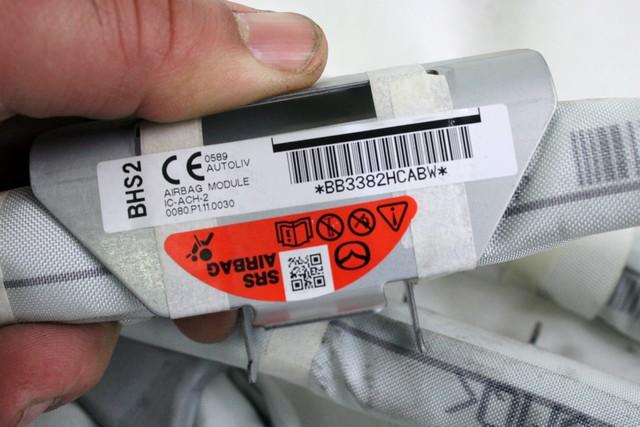 BHS2
CE 0589
AUTOLIV
AIRBAG MODULE
IC-ACH-2
0080.P1.11.0030
*BB3382HCABW*
SRS
AIRBAG